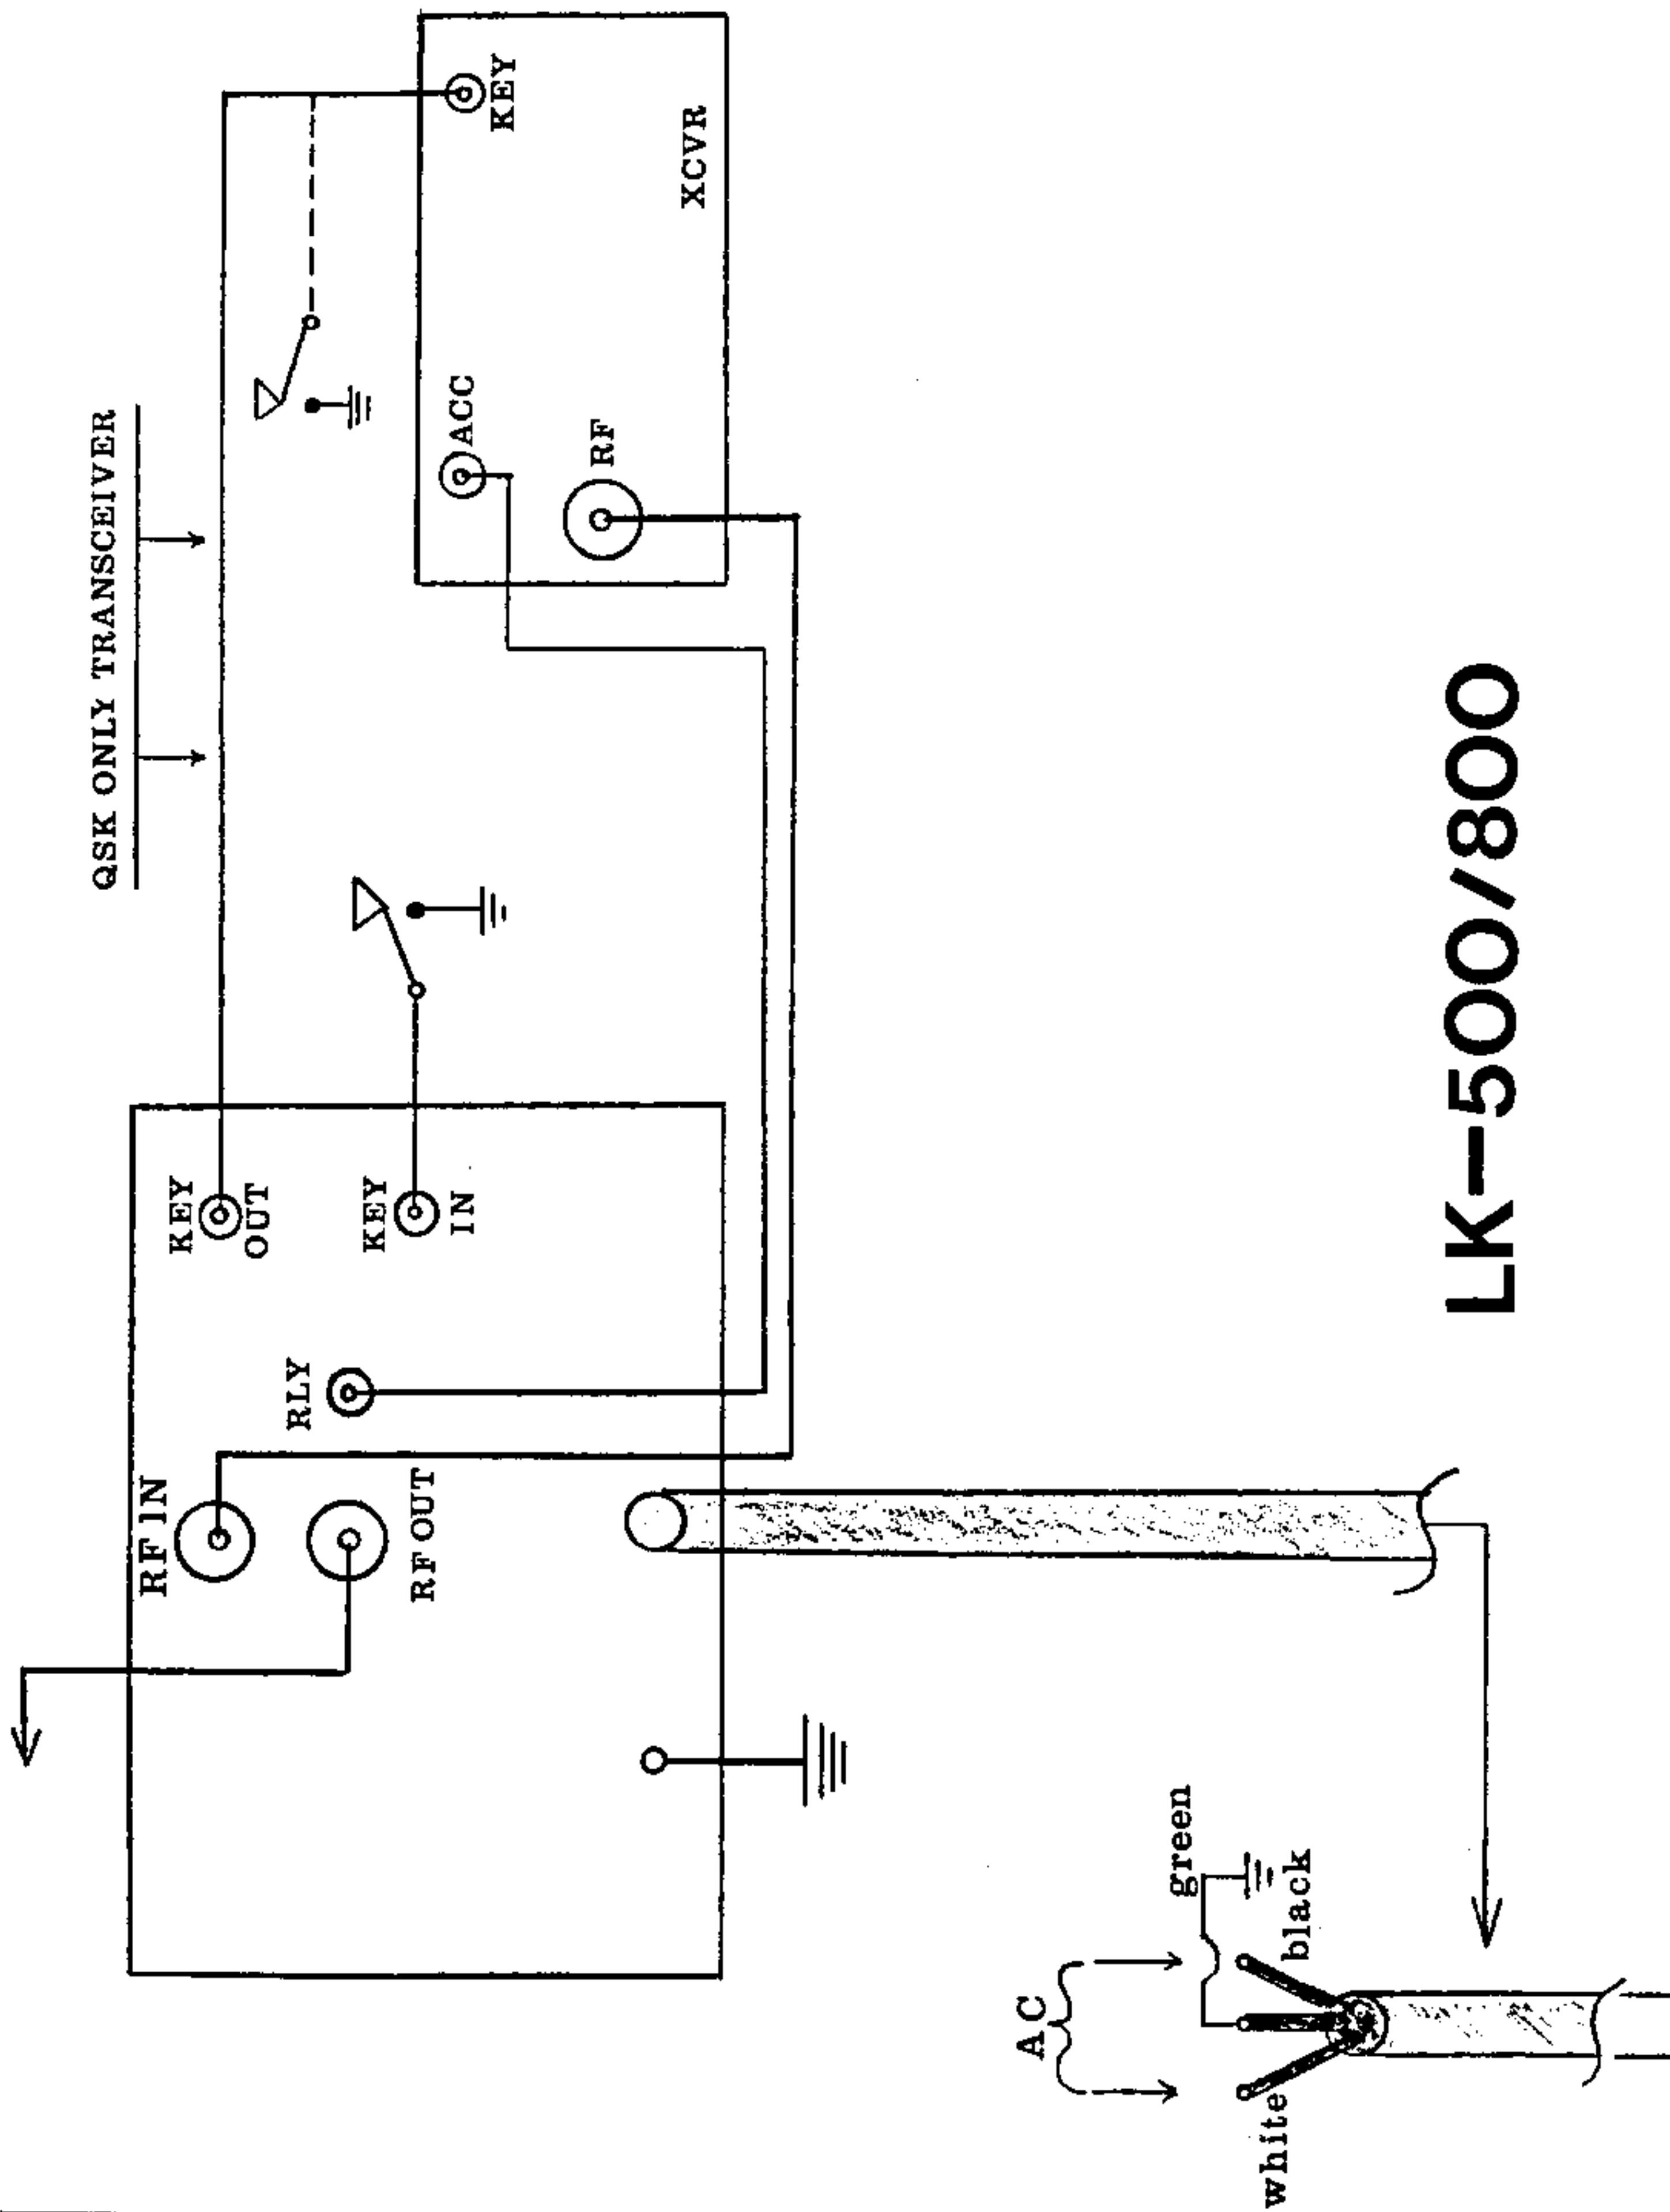 QSK ONLY TRANSCEIVER
RF IN
KEY
OUT
RLY
KEY
IN
RF OUT
ACC
KEY
RF
XCVR
AC
green
white
black
LK-500/800